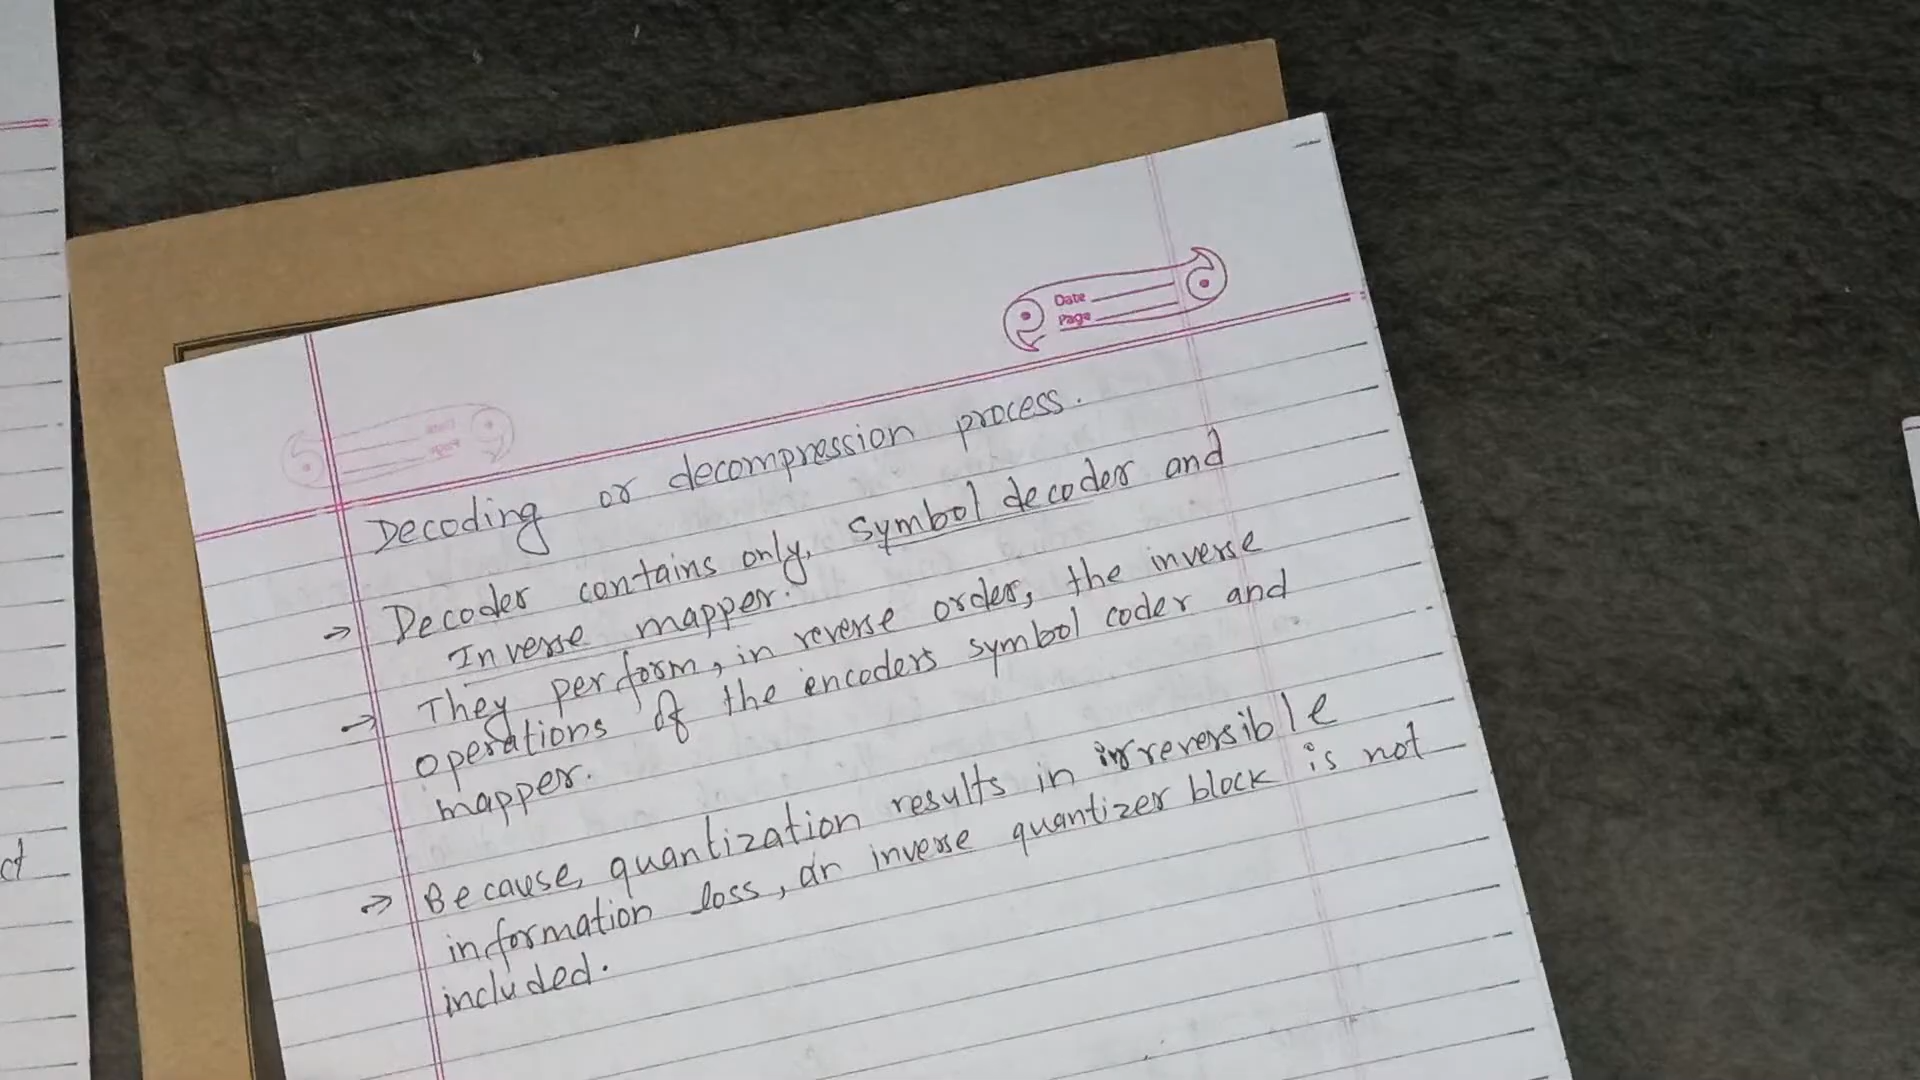 Date
Page
Decoding or decompression process.
→ Decoder contains only, symbol decoder and
Inverse mapper.
→ They perform, in reverse order, the inverse
operations of the encoders symbol coder and
mapper.
→ Because, quantization results in irreversible
information loss, an inverse quantizer block is not
included.
ct